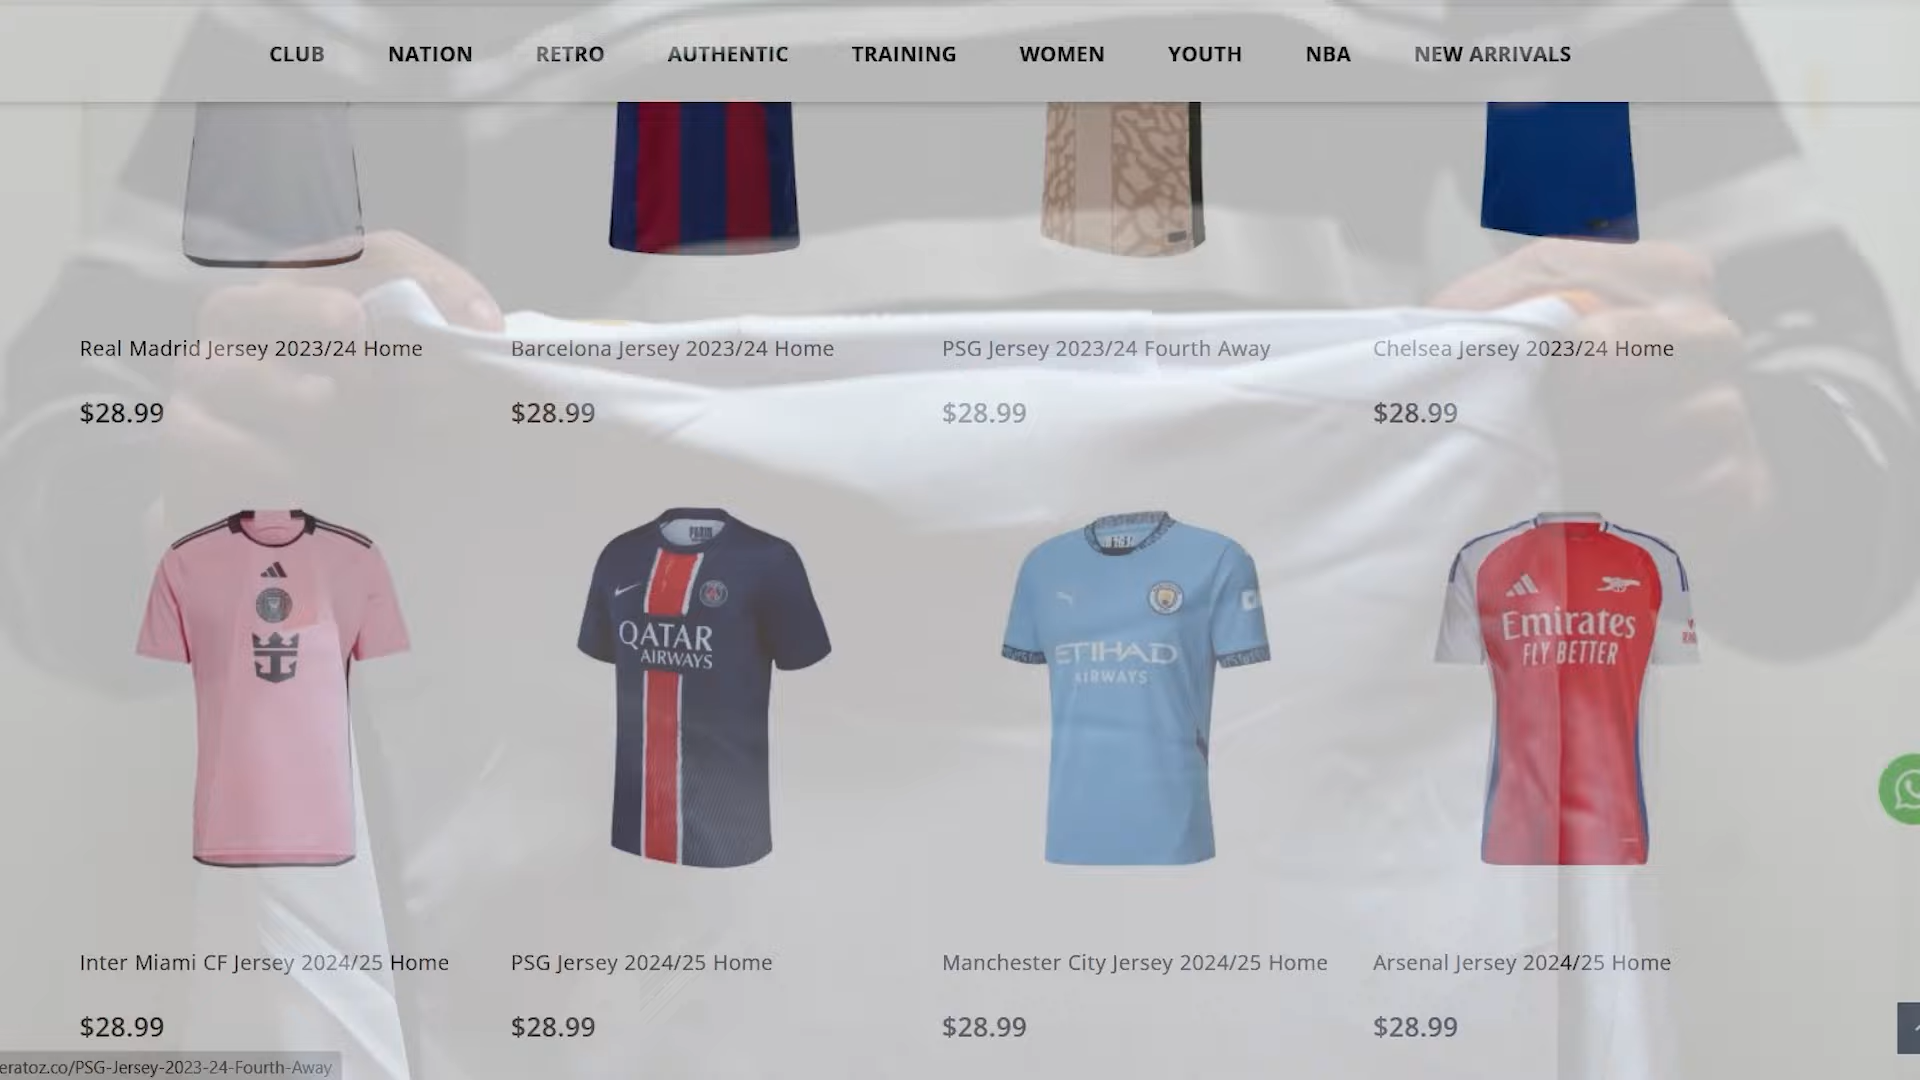 CLUB NATION RETRO AUTHENTIC TRAINING WOMEN YOUTH NBA NEW ARRIVALS
Real Madrid Jersey 2023/24 Home
Barcelona Jersey 2023/24 Home
PSG Jersey 2023/24 Fourth Away
Chelsea Jersey 2023/24 Home
$28.99
$28.99
$28.99
$28.99
QATAR
AIRWAYS
ETIHAD
AIRWAYS
Emirates
FLY BETTER
Inter Miami CF Jersey 2024/25 Home
PSG Jersey 2024/25 Home
Manchester City Jersey 2024/25 Home
Arsenal Jersey 2024/25 Home
$28.99
$28.99
$28.99
$28.99
eratoz.co/PSG-Jersey-2023-24-Fourth-Away